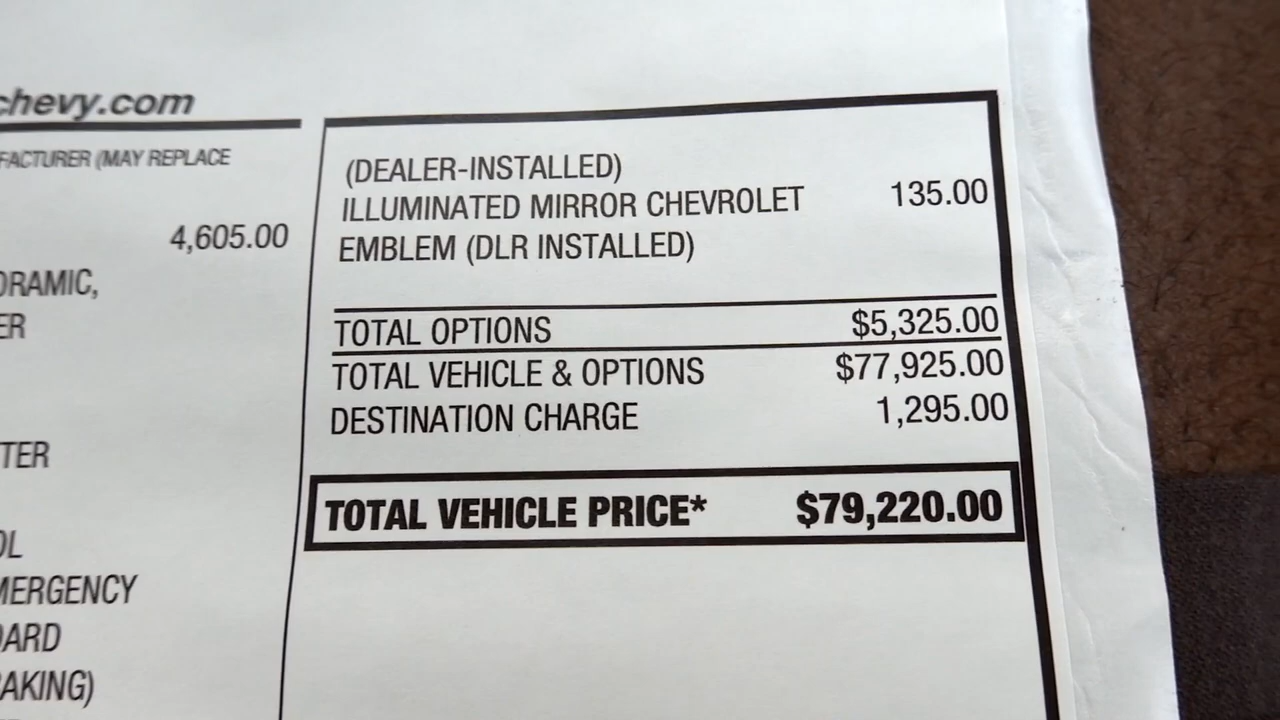 chevy.com
FACTURER (MAY REPLACE
4,605.00
ORAMIC,
ER
TER
OL
MERGENCY
OARD
RAKING)
(DEALER-INSTALLED)
ILLUMINATED MIRROR CHEVROLET 135.00
EMBLEM (DLR INSTALLED)
TOTAL OPTIONS $5,325.00
TOTAL VEHICLE & OPTIONS $77,925.00
DESTINATION CHARGE 1,295.00
TOTAL VEHICLE PRICE* $79,220.00